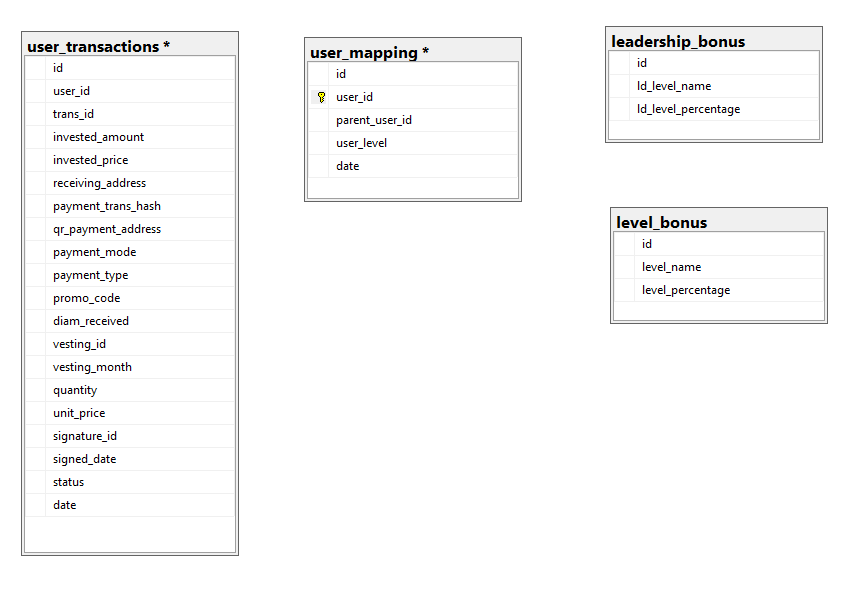 user_transactions *
id
user_id
trans_id
invested_amount
invested_price
receiving_address
payment_trans_hash
qr_payment_address
payment_mode
payment_type
promo_code
diam_received
vesting_id
vesting_month
quantity
unit_price
signature_id
signed_date
status
date
user_mapping *
id
user_id
parent_user_id
user_level
date
leadership_bonus
id
ld_level_name
ld_level_percentage
level_bonus
id
level_name
level_percentage